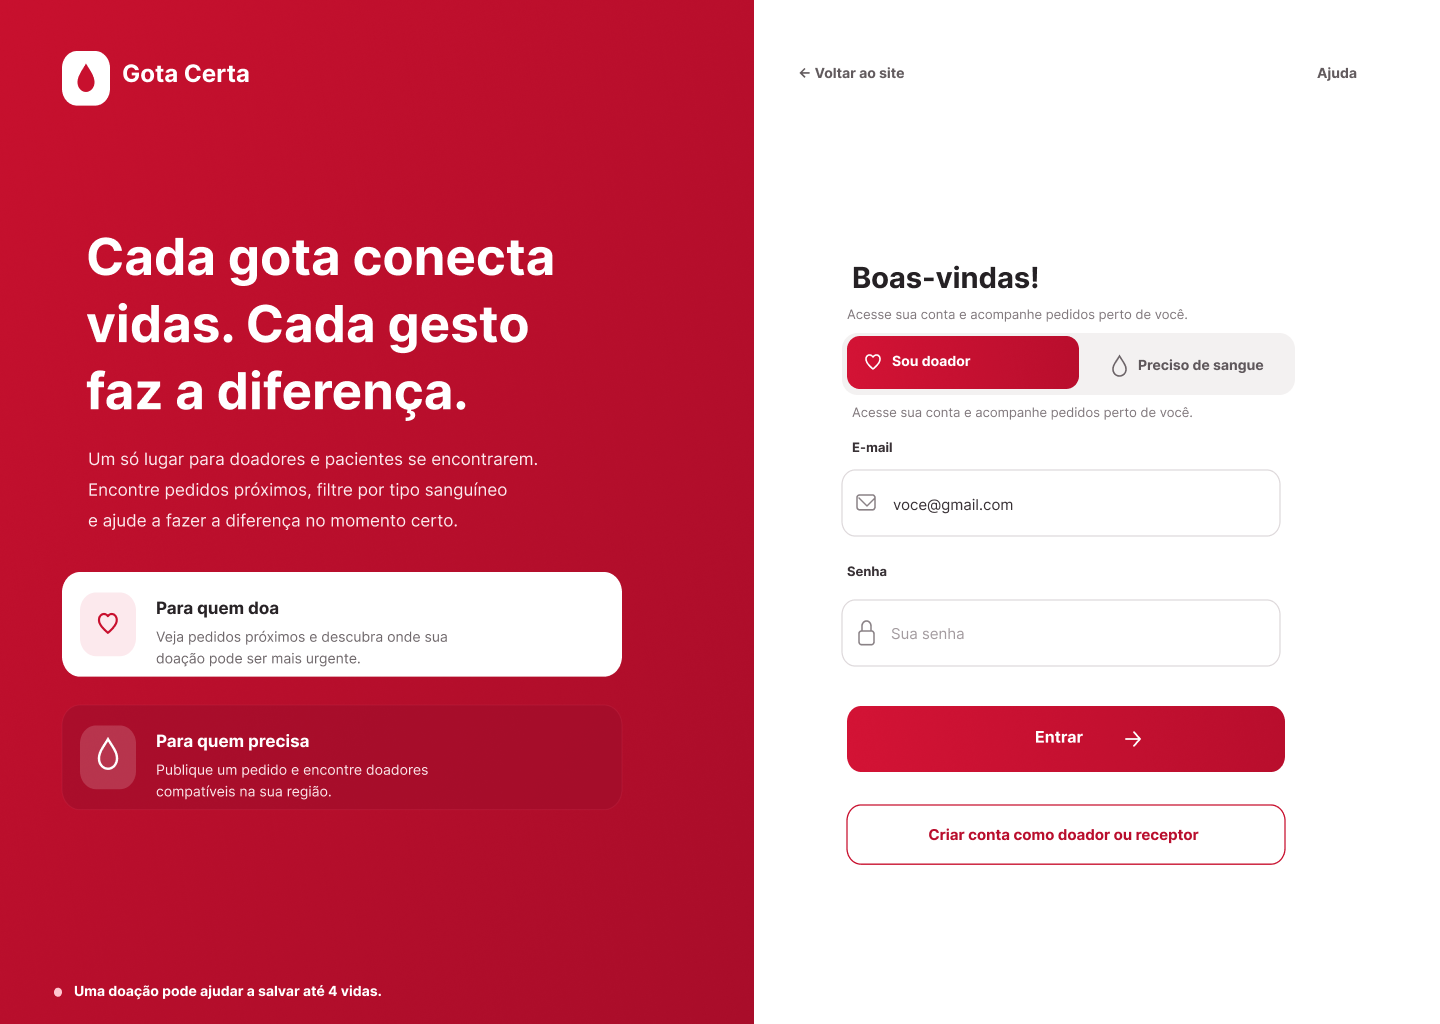 Gota Certa
Cada gota conecta
vidas. Cada gesto
faz a diferença.
Um só lugar para doadores e pacientes se encontrarem.
Encontre pedidos próximos, filtre por tipo sanguíneo
e ajude a fazer a diferença no momento certo.
Para quem doa
Veja pedidos próximos e descubra onde sua
doação pode ser mais urgente.
Para quem precisa
Publique um pedido e encontre doadores
compatíveis na sua região.
Uma doação pode ajudar a salvar até 4 vidas.
← Voltar ao site
Ajuda
Boas-vindas!
Acesse sua conta e acompanhe pedidos perto de você.
Sou doador
Preciso de sangue
Acesse sua conta e acompanhe pedidos perto de você.
E-mail
voce@gmail.com
Senha
Sua senha
Entrar →
Criar conta como doador ou receptor